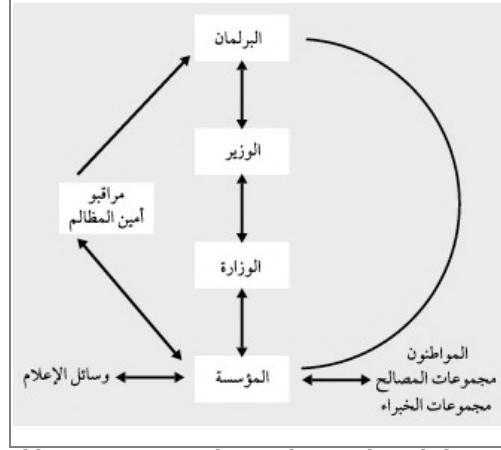 البرلمان
الوزير
مراقبو
أمين المظالم
الوزارة
المواطنون
مجموعات المصالح
مجموعات الخبراء
المؤسسة
وسائل الإعلام